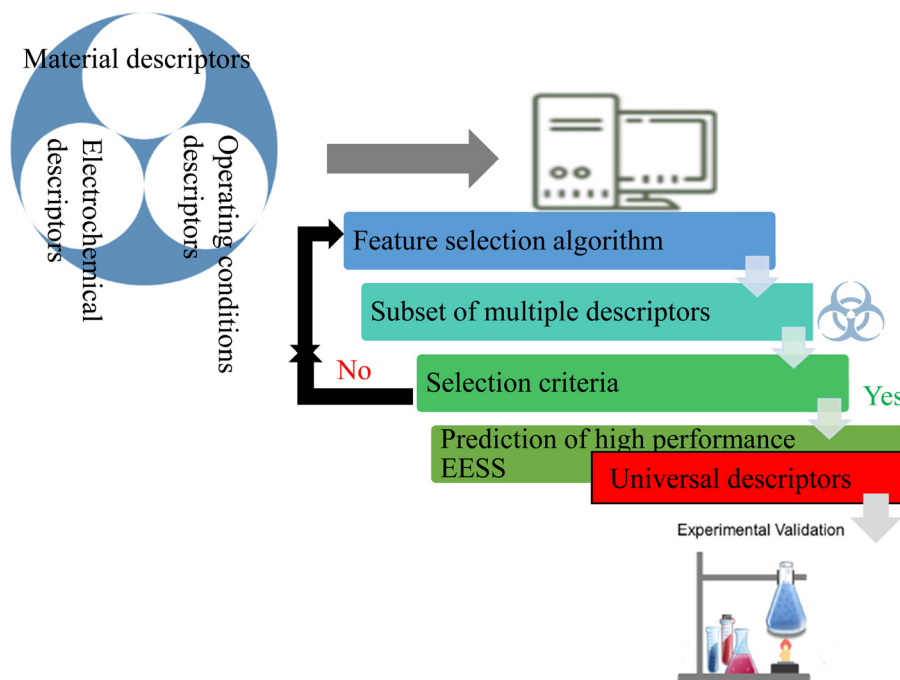 Material descriptors
Electrochemical
descriptors
Operating conditions
descriptors
Feature selection algorithm
Subset of multiple descriptors
No
Selection criteria
Yes
Prediction of high performance
EESS
Universal descriptors
Experimental Validation